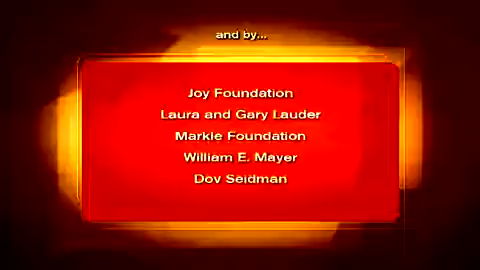 and by...
Joy Foundation
Laura and Gary Lauder
Markle Foundation
William E. Mayer
Dov Seidman